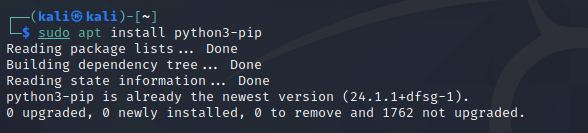 ┌──(kali㉿kali)-[~]
└─$ sudo apt install python3-pip
Reading package lists... Done
Building dependency tree... Done
Reading state information... Done
python3-pip is already the newest version (24.1.1+dfsg-1).
0 upgraded, 0 newly installed, 0 to remove and 1762 not upgraded.